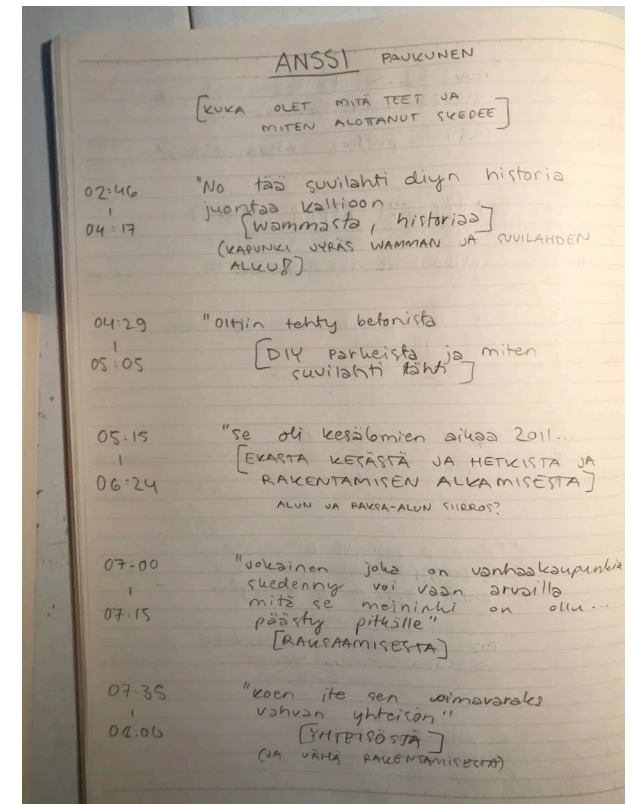 ANSSI PAUKUNEN
[KUKA OLET, MITÄ TEET JA
MITEN ALOTTANUT SKEDEE]
02:46 "No tää suvilahti diyn historia
| juontaa kallioon...
04:17 [Wammasta, historiaa]
(KAPUNKI JYRÄS WAMMAN JA SUVILAHDEN
ALKU!]
04:29 "oltiin tehty betonista
| [DIY parkeista ja miten
05:05 suvilahti lähti]
05.15 "se oli kesälomien aikaa 2011...
| [EKASTA KESÄSTÄ JA HETKISTÄ JA
06:24 RAKENTAMISEN ALKAMISESTA]
ALUN JA RAKSA-ALUN SIIRROS?
07-00 "jokainen joka on vanhaakaupunkia
| skedenny voi vaan arvailla
07.15 mitä se meininki on ollu...
päästy pitkälle"
[RAKSAAMISESTA]
07.35 "koen ite sen voimavaraks
| vahvan yhteisön"
08:06 [YHTEISÖSTÄ]
(JA VÄHÄ RAKENTAMISESTA)